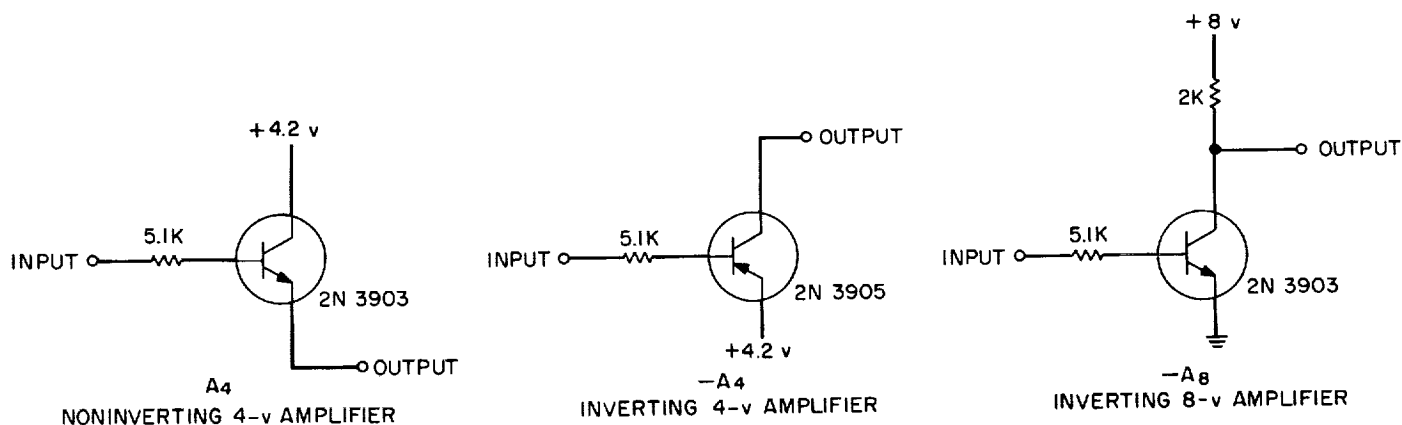 +4.2 v
5.1K
INPUT
2N 3903
OUTPUT
A4
NONINVERTING 4-v AMPLIFIER
OUTPUT
5.1K
INPUT
2N 3905
+4.2 v
-A4
INVERTING 4-v AMPLIFIER
+8 v
2K
OUTPUT
5.1K
INPUT
2N 3903
-A8
INVERTING 8-v AMPLIFIER